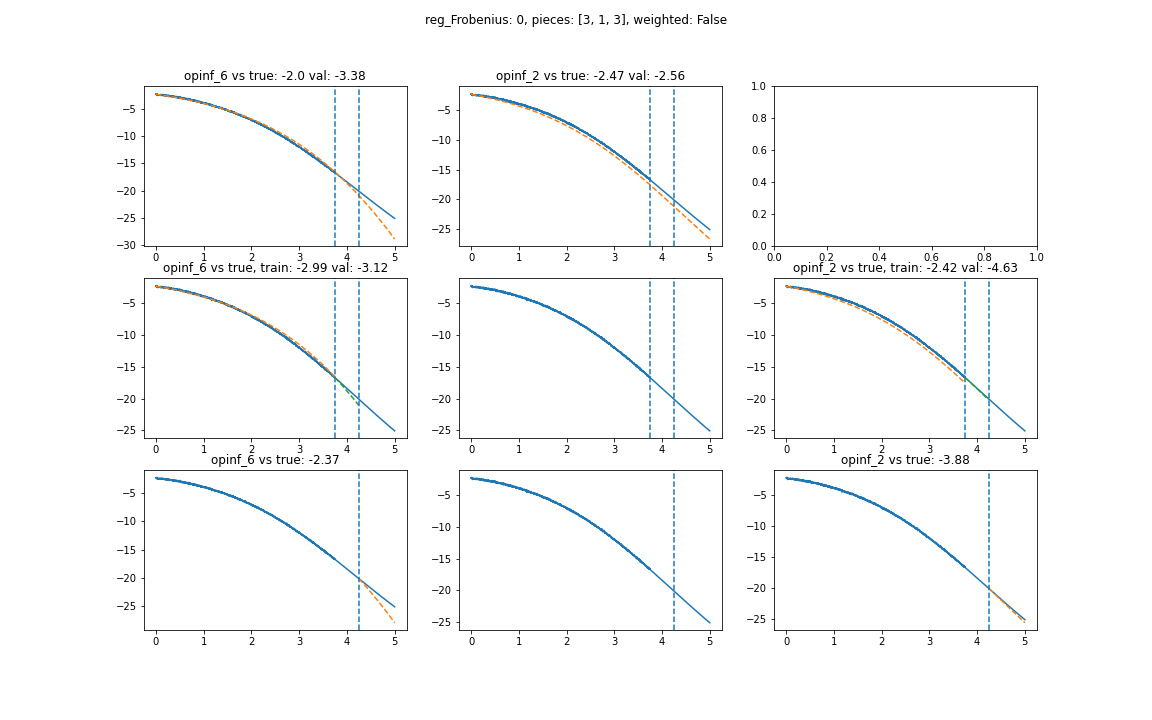 reg_Frobenius: 0, pieces: [3, 1, 3], weighted: False
opinf_6 vs true: -2.0 val: -3.38
−5
−10
−15
−20
−25
−30
0 1 2 3 4 5
opinf_2 vs true: -2.47 val: -2.56
−5
−10
−15
−20
−25
0 1 2 3 4 5
1.0
0.8
0.6
0.4
0.2
0.0
0.0 0.2 0.4 0.6 0.8 1.0
opinf_6 vs true, train: -2.99 val: -3.12
−5
−10
−15
−20
−25
0 1 2 3 4 5
−5
−10
−15
−20
−25
0 1 2 3 4 5
opinf_2 vs true, train: -2.42 val: -4.63
−5
−10
−15
−20
−25
0 1 2 3 4 5
opinf_6 vs true: -2.37
−5
−10
−15
−20
−25
0 1 2 3 4 5
−5
−10
−15
−20
−25
0 1 2 3 4 5
opinf_2 vs true: -3.88
−5
−10
−15
−20
−25
0 1 2 3 4 5